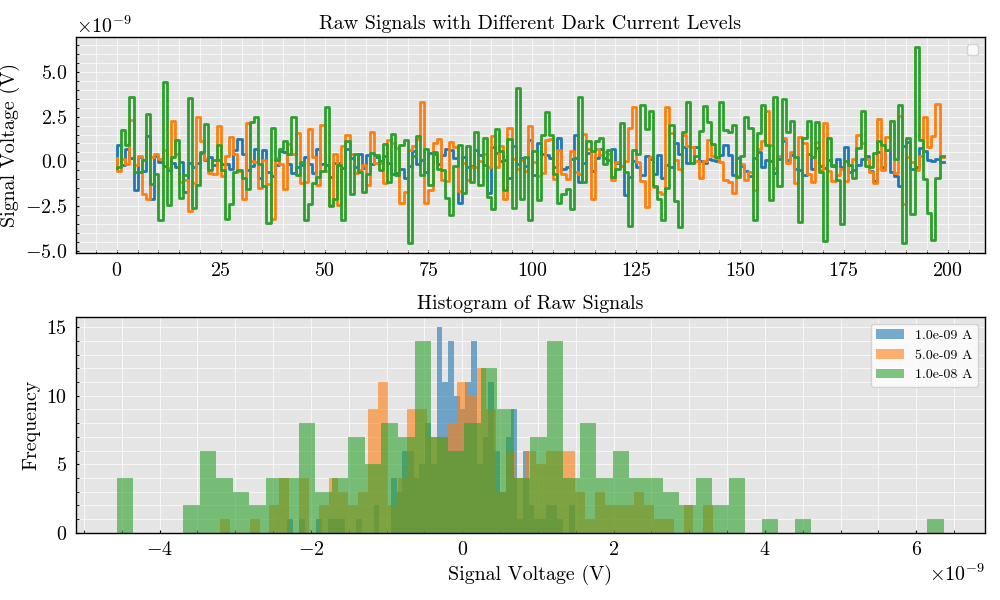 Raw Signals with Different Dark Current Levels
×10⁻⁹
Signal Voltage (V)
5.0
2.5
0.0
−2.5
−5.0
0 25 50 75 100 125 150 175 200
Histogram of Raw Signals
Frequency
15
10
5
0
1.0e-09 A
5.0e-09 A
1.0e-08 A
−4 −2 0 2 4 6
Signal Voltage (V)
×10⁻⁹